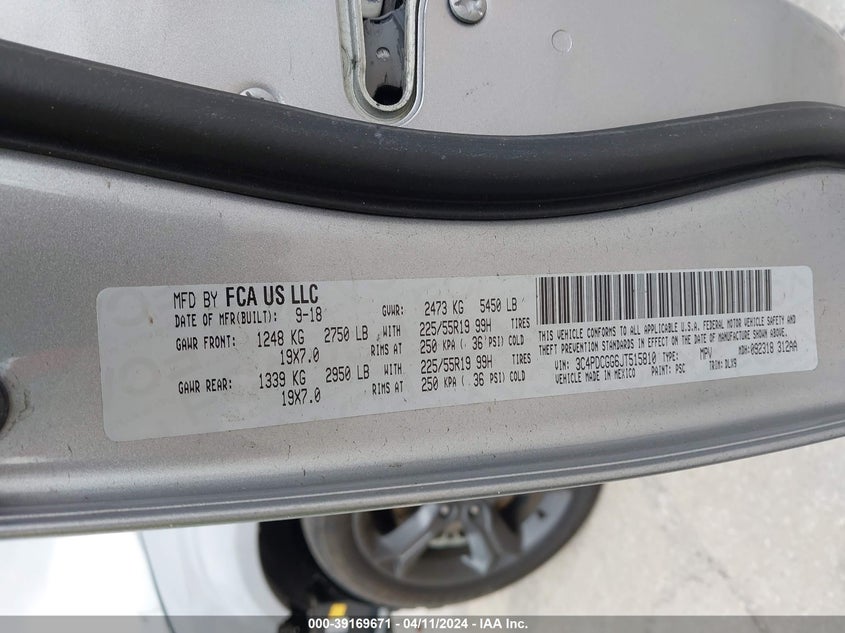 MFD BY FCA US LLC
DATE OF MFR(BUILT): 9-18 GVWR: 2473 KG 5450 LB
GAWR FRONT: 1248 KG 2750 LB WITH 225/55R19 99H TIRES
19X7.0 RIMS AT 250 KPA ( 36 PSI) COLD
GAWR REAR: 1339 KG 2950 LB WITH 225/55R19 99H TIRES
19X7.0 RIMS AT 250 KPA ( 36 PSI) COLD
THIS VEHICLE CONFORMS TO ALL APPLICABLE U.S.A. FEDERAL MOTOR VEHICLE SAFETY AND
THEFT PREVENTION STANDARDS IN EFFECT ON THE DATE OF MANUFACTURE SHOWN ABOVE.
VIN: 3C4PDCGG6JT515810 TYPE: MPV MDH: 092318 312AA
VEHICLE MADE IN MEXICO PAINT: PSC TRIM: DLX9
000-39169671 - 04/11/2024 - IAA Inc.